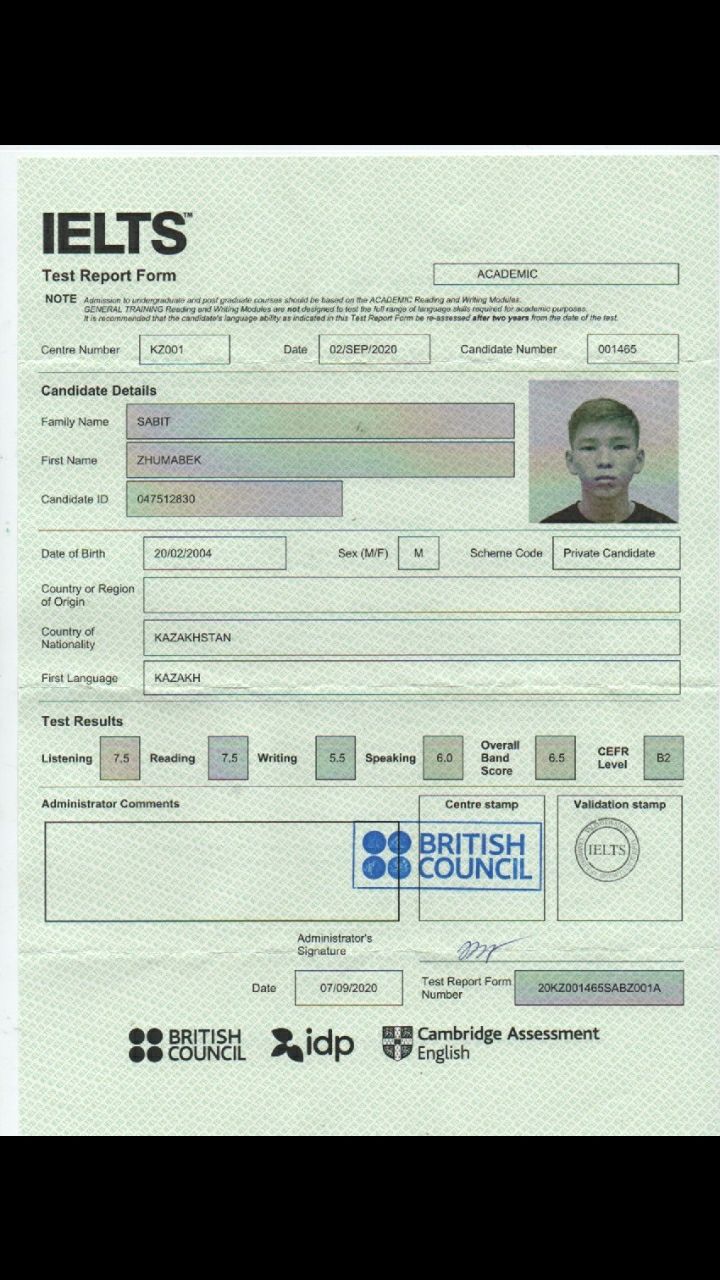 IELTS™
Test Report Form
ACADEMIC
NOTE Admission to undergraduate and post graduate courses should be based on the ACADEMIC Reading and Writing Modules.
GENERAL TRAINING Reading and Writing Modules are not designed to test the full range of language skills required for academic purposes.
It is recommended that the candidate's language ability as indicated in this Test Report Form be re-assessed after two years from the date of the test.
Centre Number KZ001 Date 02/SEP/2020 Candidate Number 001465
Candidate Details
Family Name SABIT
First Name ZHUMABEK
Candidate ID 047512830
Date of Birth 20/02/2004 Sex (M/F) M Scheme Code Private Candidate
Country or Region
of Origin
Country of
Nationality KAZAKHSTAN
First Language KAZAKH
Test Results
Listening 7.5 Reading 7.5 Writing 5.5 Speaking 6.0 Overall Band Score 6.5 CEFR Level B2
Administrator Comments
Centre stamp
Validation stamp
BRITISH
COUNCIL
IELTS
Administrator's
Signature
Date 07/09/2020 Test Report Form Number 20KZ001465SABZ001A
BRITISH
COUNCIL
idp
Cambridge Assessment
English